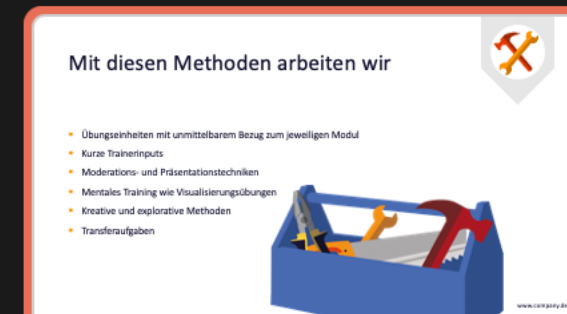 Mit diesen Methoden arbeiten wir
Übungseinheiten mit unmittelbarem Bezug zum jeweiligen Modul
Kurze Trainerinputs
Moderations- und Präsentationstechniken
Mentales Training wie Visualisierungsübungen
Kreative und explorative Methoden
Transferaufgaben
www.company.de